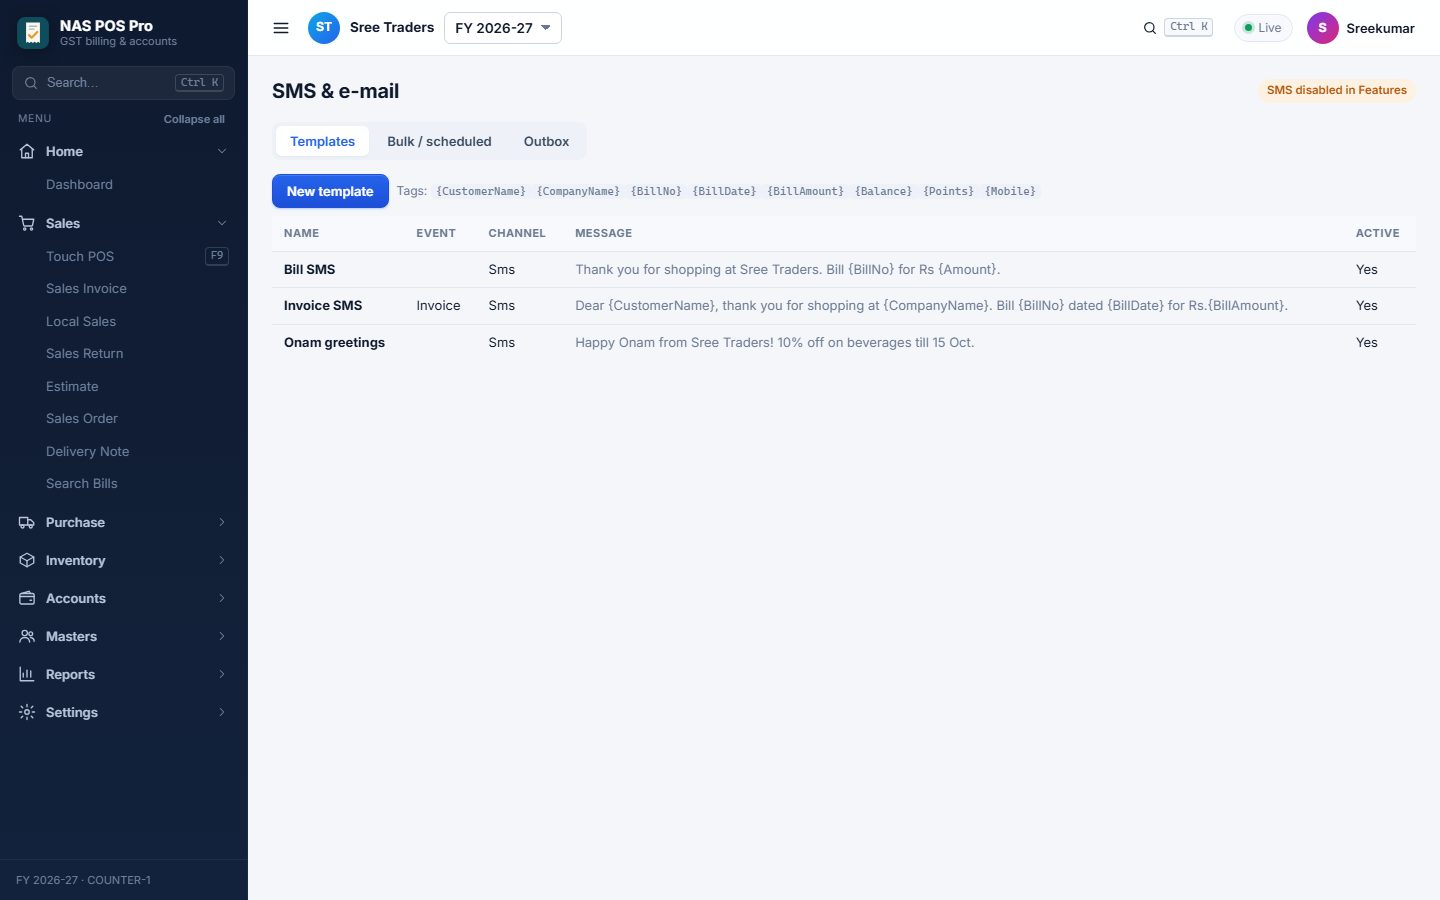 NAS POS Pro
GST billing & accounts
Search... Ctrl K
MENU Collapse all
Home
Dashboard
Sales
Touch POS F9
Sales Invoice
Local Sales
Sales Return
Estimate
Sales Order
Delivery Note
Search Bills
Purchase
Inventory
Accounts
Masters
Reports
Settings
FY 2026-27 · COUNTER-1
ST Sree Traders FY 2026-27 Ctrl K Live S Sreekumar
SMS & e-mail SMS disabled in Features
Templates Bulk / scheduled Outbox
New template Tags: {CustomerName} {CompanyName} {BillNo} {BillDate} {BillAmount} {Balance} {Points} {Mobile}
NAME EVENT CHANNEL MESSAGE ACTIVE
Bill SMS Sms Thank you for shopping at Sree Traders. Bill {BillNo} for Rs {Amount}. Yes
Invoice SMS Invoice Sms Dear {CustomerName}, thank you for shopping at {CompanyName}. Bill {BillNo} dated {BillDate} for Rs.{BillAmount}. Yes
Onam greetings Sms Happy Onam from Sree Traders! 10% off on beverages till 15 Oct. Yes